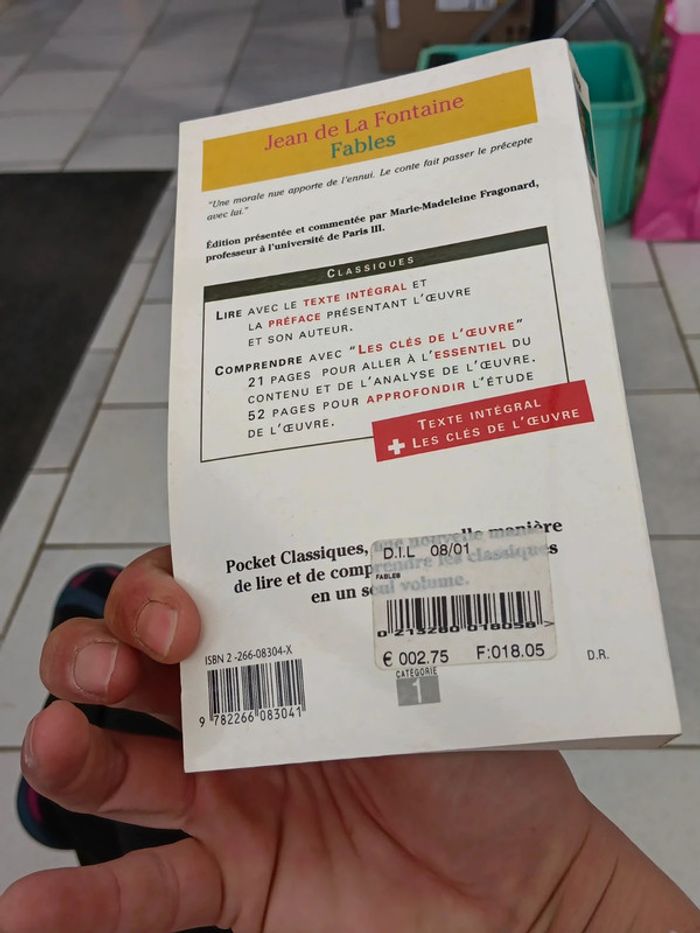 Jean de La Fontaine
Fables
"Une morale nue apporte de l'ennui. Le conte fait passer le précepte
avec lui."
Édition présentée et commentée par Marie-Madeleine Fragonard,
professeur à l'université de Paris III.
CLASSIQUES
LIRE AVEC LE TEXTE INTÉGRAL ET
LA PRÉFACE PRÉSENTANT L'ŒUVRE
ET SON AUTEUR.
COMPRENDRE AVEC "LES CLÉS DE L'ŒUVRE"
21 PAGES POUR ALLER À L'ESSENTIEL DU
CONTENU ET DE L'ANALYSE DE L'ŒUVRE.
52 PAGES POUR APPROFONDIR L'ÉTUDE
DE L'ŒUVRE.
TEXTE INTÉGRAL
+ LES CLÉS DE L'ŒUVRE
Pocket Classiques, une nouvelle manière
de lire et de comprendre les classiques
en un seul volume.
D.I.L 08/01
FABLES
0 213280 018058 >
€ 002.75 F:018.05
ISBN 2-266-08304-X
9 782266 083041
CATÉGORIE
1
D.R.